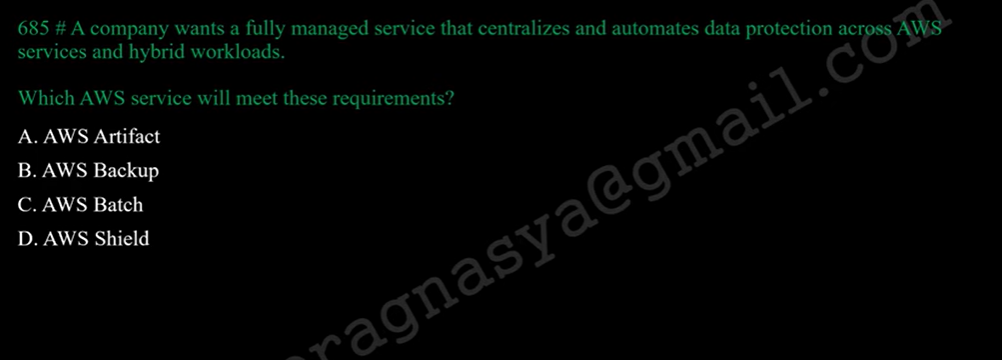 685 # A company wants a fully managed service that centralizes and automates data protection across AWS
services and hybrid workloads.
Which AWS service will meet these requirements?
A. AWS Artifact
B. AWS Backup
C. AWS Batch
D. AWS Shield
ragnasya@gmail.com